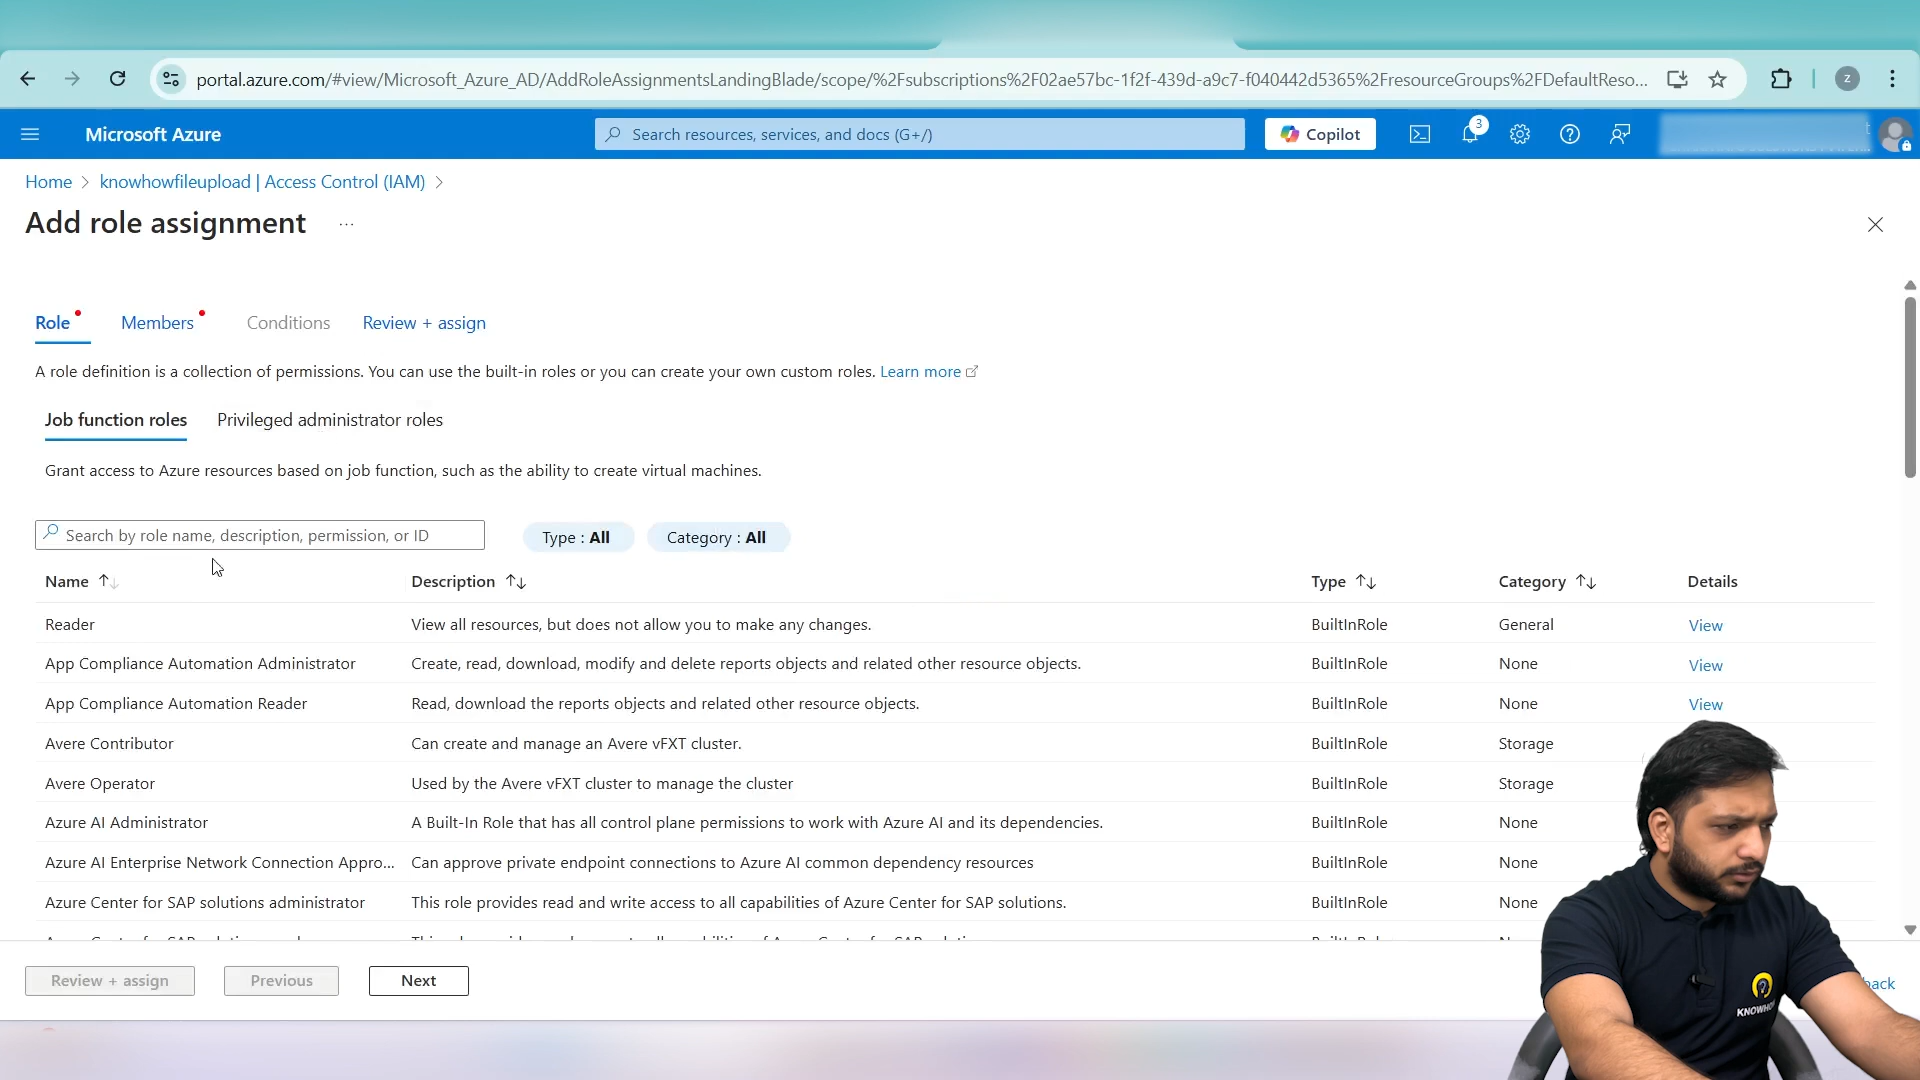 portal.azure.com/#view/Microsoft_Azure_AD/AddRoleAssignmentsLandingBlade/scope/%2Fsubscriptions%2F02ae57bc-1f2f-439d-a9c7-f040442d5365%2FresourceGroups%2FDefaultReso...
z
Microsoft Azure
Search resources, services, and docs (G+/)
Copilot
3
Home > knowhowfileupload | Access Control (IAM) >
Add role assignment ...
Role Members Conditions Review + assign
A role definition is a collection of permissions. You can use the built-in roles or you can create your own custom roles. Learn more
Job function roles Privileged administrator roles
Grant access to Azure resources based on job function, such as the ability to create virtual machines.
Search by role name, description, permission, or ID Type : All Category : All
Name Description Type Category Details
Reader View all resources, but does not allow you to make any changes. BuiltInRole General View
App Compliance Automation Administrator Create, read, download, modify and delete reports objects and related other resource objects. BuiltInRole None View
App Compliance Automation Reader Read, download the reports objects and related other resource objects. BuiltInRole None View
Avere Contributor Can create and manage an Avere vFXT cluster. BuiltInRole Storage
Avere Operator Used by the Avere vFXT cluster to manage the cluster BuiltInRole Storage
Azure AI Administrator A Built-In Role that has all control plane permissions to work with Azure AI and its dependencies. BuiltInRole None
Azure AI Enterprise Network Connection Appro... Can approve private endpoint connections to Azure AI common dependency resources BuiltInRole None
Azure Center for SAP solutions administrator This role provides read and write access to all capabilities of Azure Center for SAP solutions. BuiltInRole None
Review + assign Previous Next
back
KNOWHO